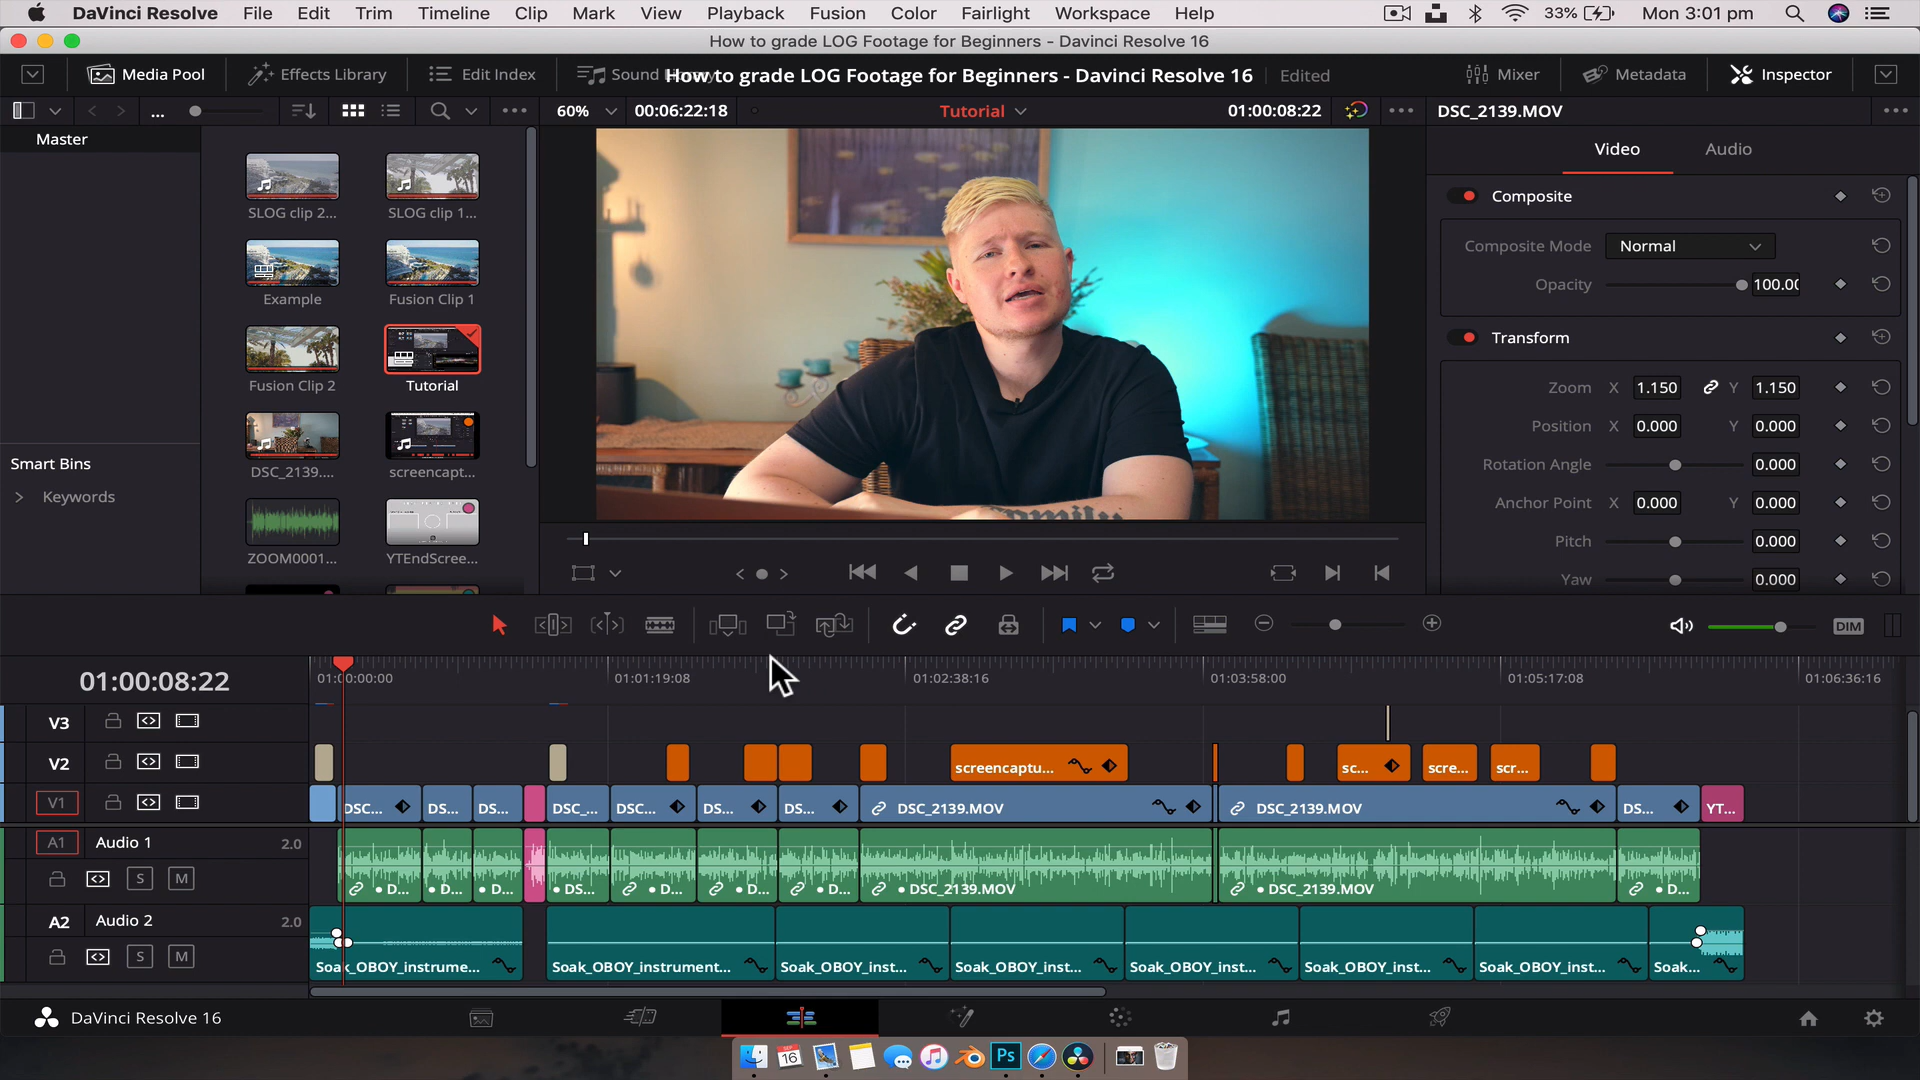 DaVinci Resolve File Edit Trim Timeline Clip Mark View Playback Fusion Color Fairlight Workspace Help 33% Mon 3:01 pm
How to grade LOG Footage for Beginners - Davinci Resolve 16
Media Pool Effects Library Edit Index Sound How to grade LOG Footage for Beginners - Davinci Resolve 16 Edited Mixer Metadata Inspector
... 60% 00:06:22:18 Tutorial 01:00:08:22 DSC_2139.MOV
Master
Video Audio
SLOG clip 2... SLOG clip 1...
Composite
Composite Mode Normal
Opacity 100.00
Example Fusion Clip 1
Transform
Fusion Clip 2 Tutorial
Zoom X 1.150 Y 1.150
Position X 0.000 Y 0.000
DSC_2139.... screencapt...
Smart Bins
Rotation Angle 0.000
Keywords
Anchor Point X 0.000 Y 0.000
family
Pitch 0.000
ZOOM0001... YTEndScree...
Yaw 0.000
DIM
01:00:08:22
01:00:00:00 01:01:19:08 01:02:38:16 01:03:58:00 01:05:17:08 01:06:36:16
V3
V2 screencaptu... sc... scre... scr...
V1 DSC... DS... DS... DSC_... DSC... DS... DS... DSC_2139.MOV DSC_2139.MOV DS... YT...
A1 Audio 1 2.0
S M • D... • D... • D... • DS... • D... • D... • D... • DSC_2139.MOV • DSC_2139.MOV • D...
A2 Audio 2 2.0
S M Soak_OBOY_instrume... Soak_OBOY_instrument... Soak_OBOY_inst... Soak_OBOY_inst... Soak_OBOY_inst... Soak_OBOY_inst... Soak_OBOY_inst... Soak...
DaVinci Resolve 16
SEP 16 Ps